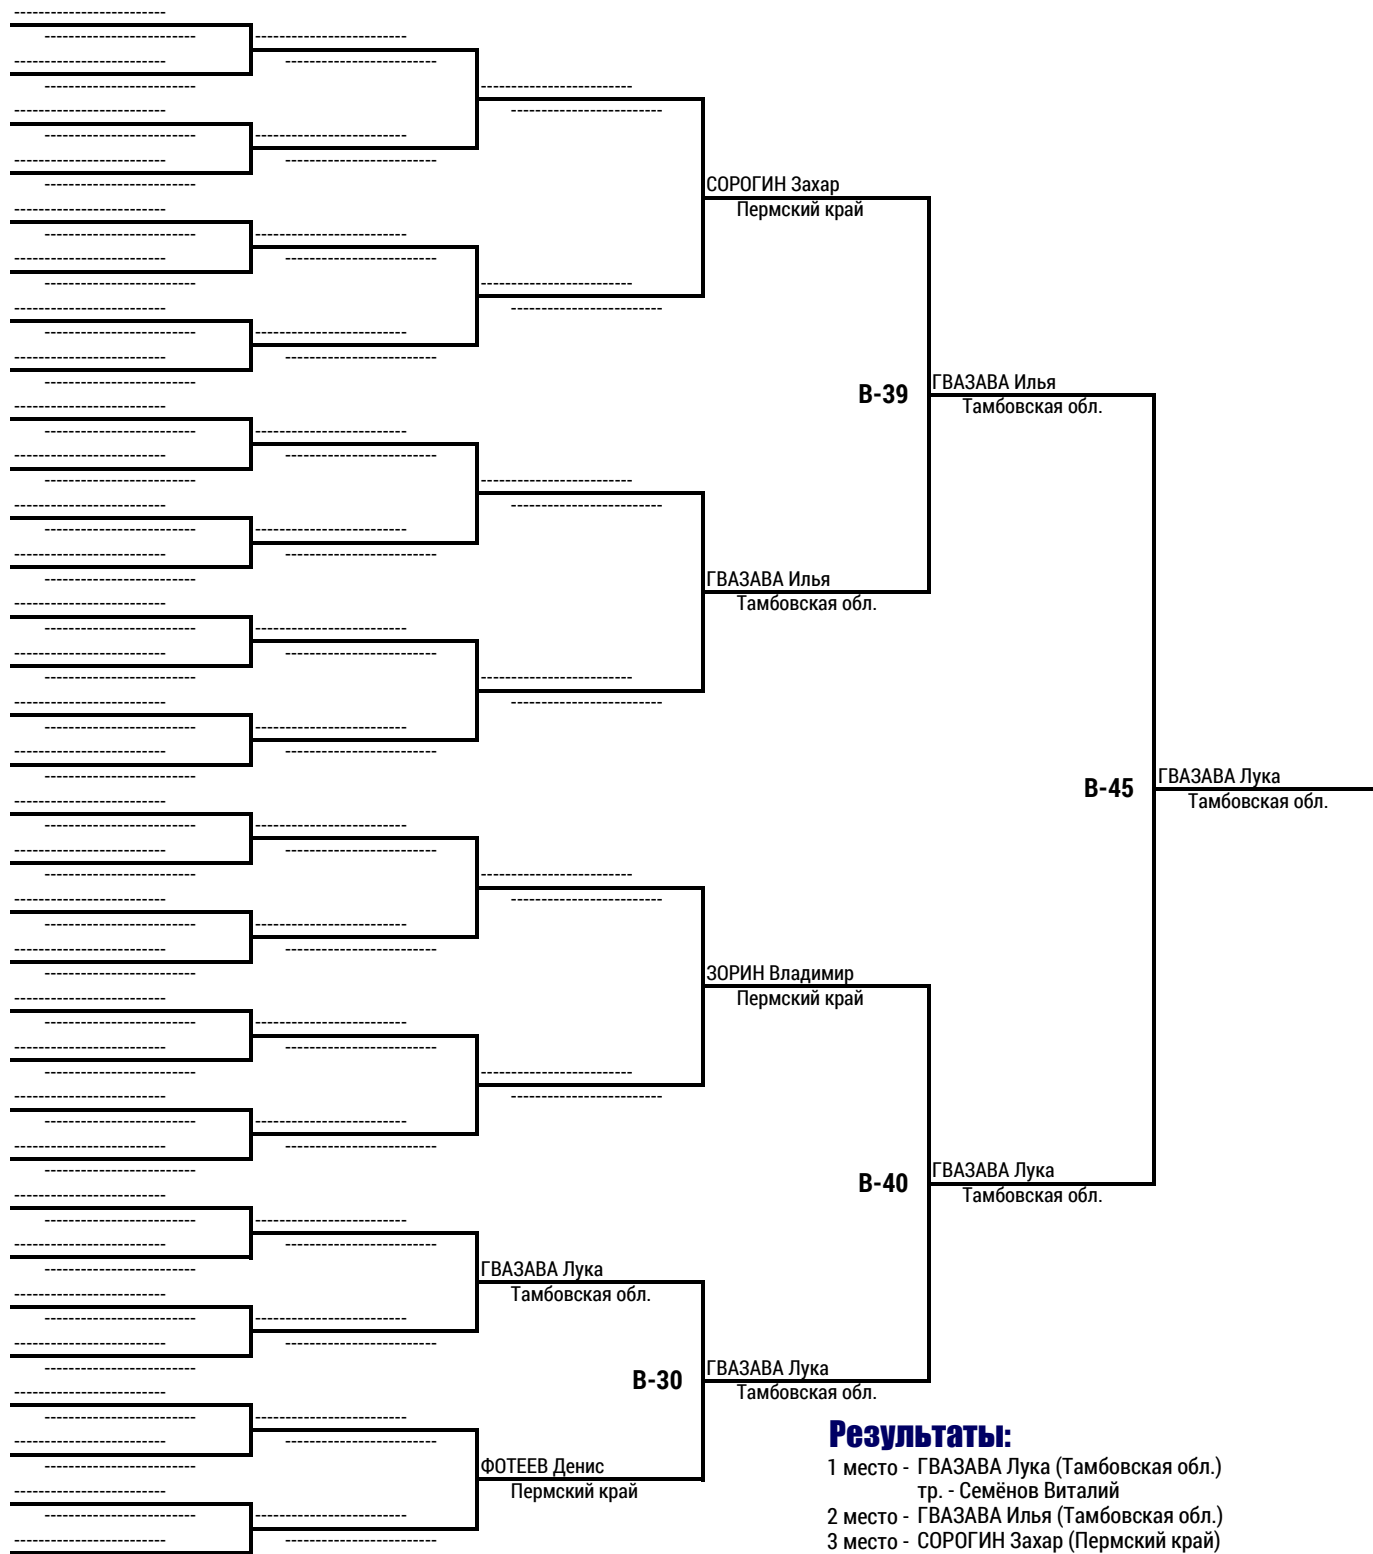 СОРОГИН Захар
Пермский край
В-39
ГВАЗАВА Илья
Тамбовская обл.
ГВАЗАВА Илья
Тамбовская обл.
В-45
ГВАЗАВА Лука
Тамбовская обл.
ЗОРИН Владимир
Пермский край
В-40
ГВАЗАВА Лука
Тамбовская обл.
ГВАЗАВА Лука
Тамбовская обл.
В-30
ГВАЗАВА Лука
Тамбовская обл.
ФОТЕЕВ Денис
Пермский край
Результаты:
1 место - ГВАЗАВА Лука (Тамбовская обл.)
тр. - Семёнов Виталий
2 место - ГВАЗАВА Илья (Тамбовская обл.)
3 место - СОРОГИН Захар (Пермский край)